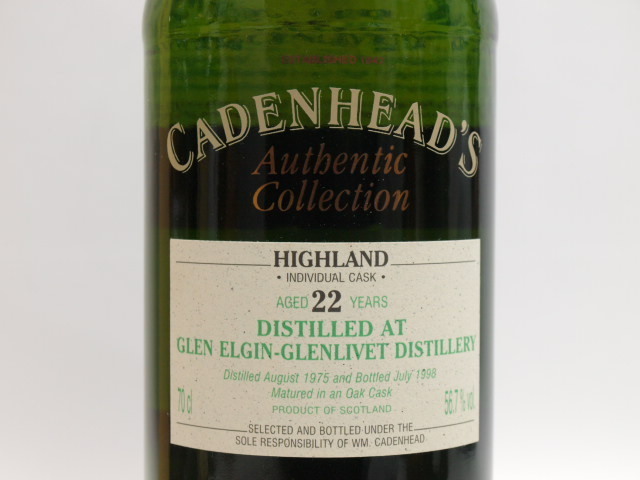 CADENHEAD'S
Authentic
Collection
HIGHLAND
• INDIVIDUAL CASK •
AGED 22 YEARS
DISTILLED AT
GLEN ELGIN-GLENLIVET DISTILLERY
Distilled August 1975 and Bottled July 1998
Matured in an Oak Cask
70 cl
56.7% vol.
PRODUCT OF SCOTLAND
SELECTED AND BOTTLED UNDER THE
SOLE RESPONSIBILITY OF WM. CADENHEAD